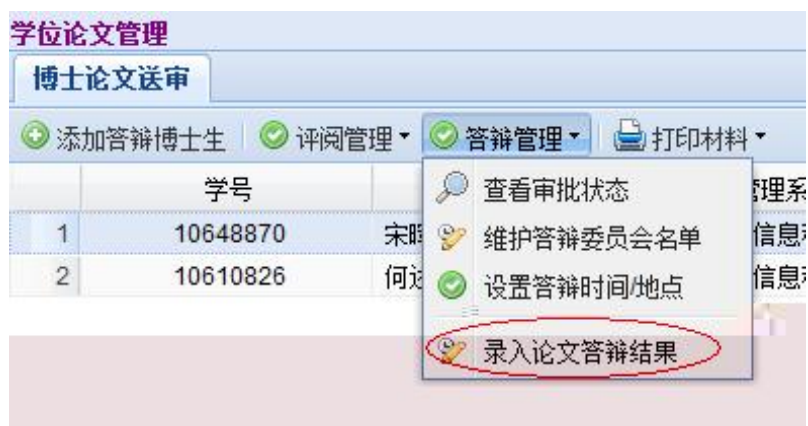 学位论文管理
博士论文送审
添加答辩博士生 评阅管理 答辩管理 打印材料
学号 管理系
1 10648870 宋 信息
2 10610826 何 信息
查看审批状态
维护答辩委员会名单
设置答辩时间/地点
录入论文答辩结果